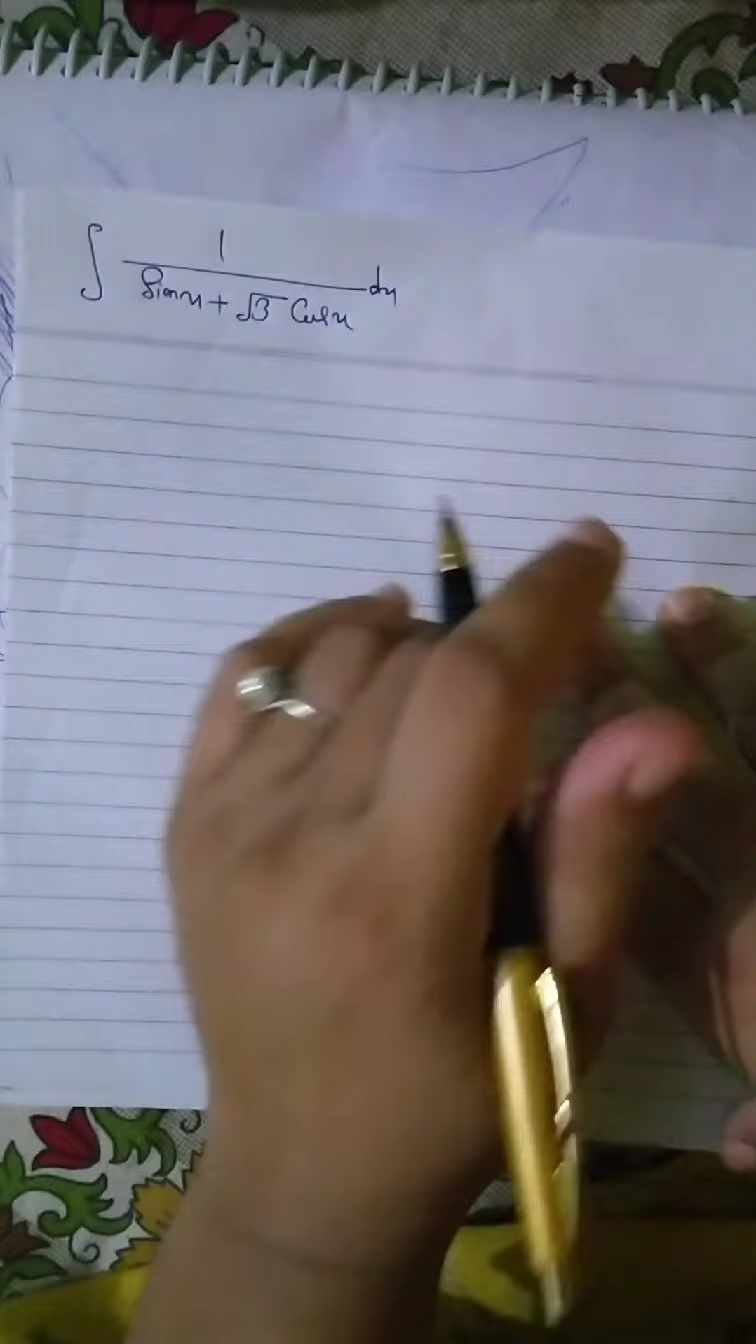 ∫ 1/(Sinx + √3 Cosx) dx